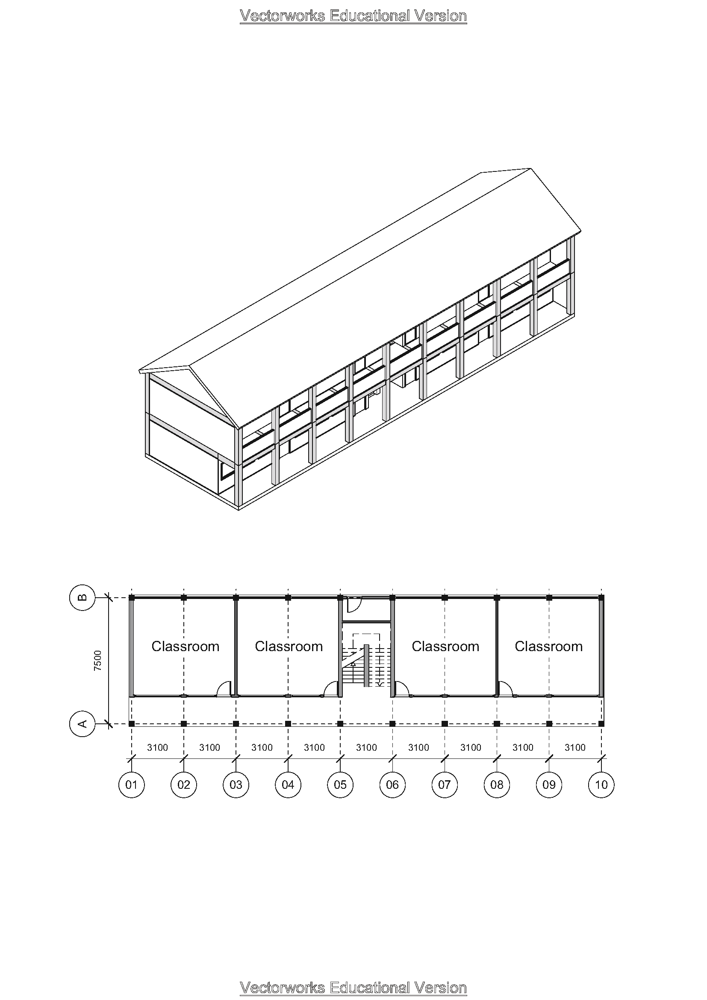 Vectorworks Educational Version
B
Classroom Classroom Classroom Classroom
7500
A
3100 3100 3100 3100 3100 3100 3100 3100 3100
01 02 03 04 05 06 07 08 09 10
Vectorworks Educational Version